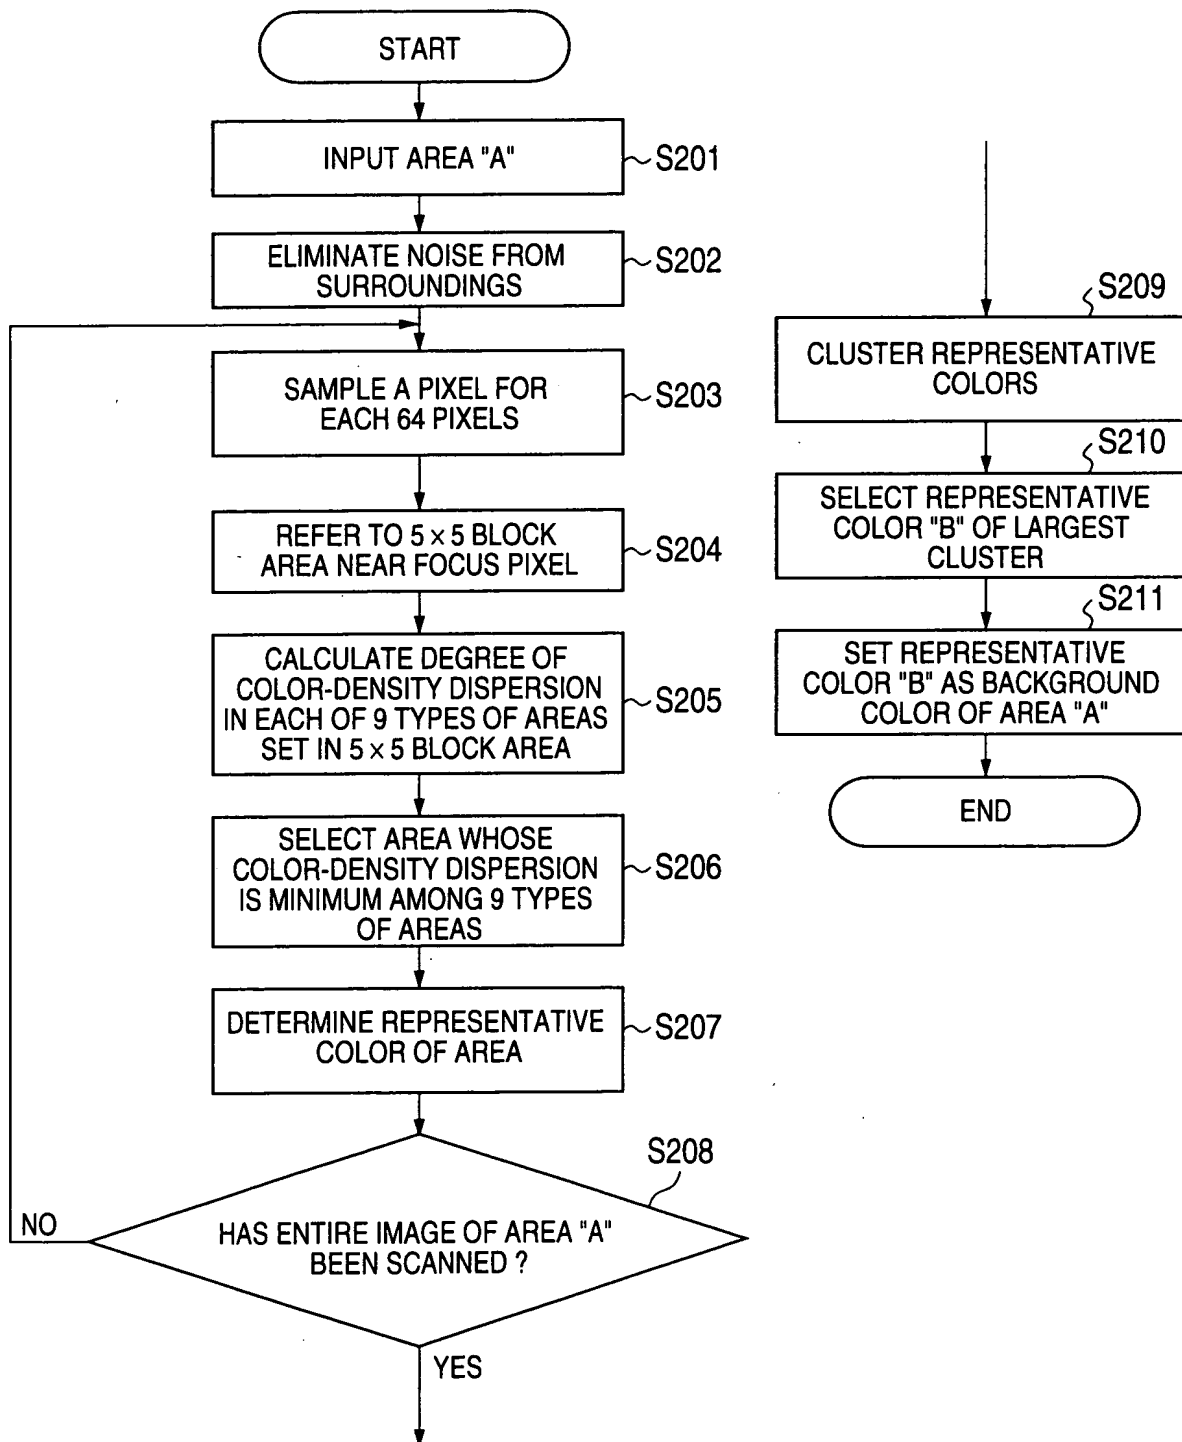 START
INPUT AREA "A"
S201
ELIMINATE NOISE FROM
SURROUNDINGS
S202
SAMPLE A PIXEL FOR
EACH 64 PIXELS
S203
REFER TO 5 × 5 BLOCK
AREA NEAR FOCUS PIXEL
S204
CALCULATE DEGREE OF
COLOR-DENSITY DISPERSION
IN EACH OF 9 TYPES OF AREAS
SET IN 5 × 5 BLOCK AREA
S205
SELECT AREA WHOSE
COLOR-DENSITY DISPERSION
IS MINIMUM AMONG 9 TYPES
OF AREAS
S206
DETERMINE REPRESENTATIVE
COLOR OF AREA
S207
S208
HAS ENTIRE IMAGE OF AREA "A"
BEEN SCANNED ?
NO
YES
S209
CLUSTER REPRESENTATIVE
COLORS
S210
SELECT REPRESENTATIVE
COLOR "B" OF LARGEST
CLUSTER
S211
SET REPRESENTATIVE
COLOR "B" AS BACKGROUND
COLOR OF AREA "A"
END